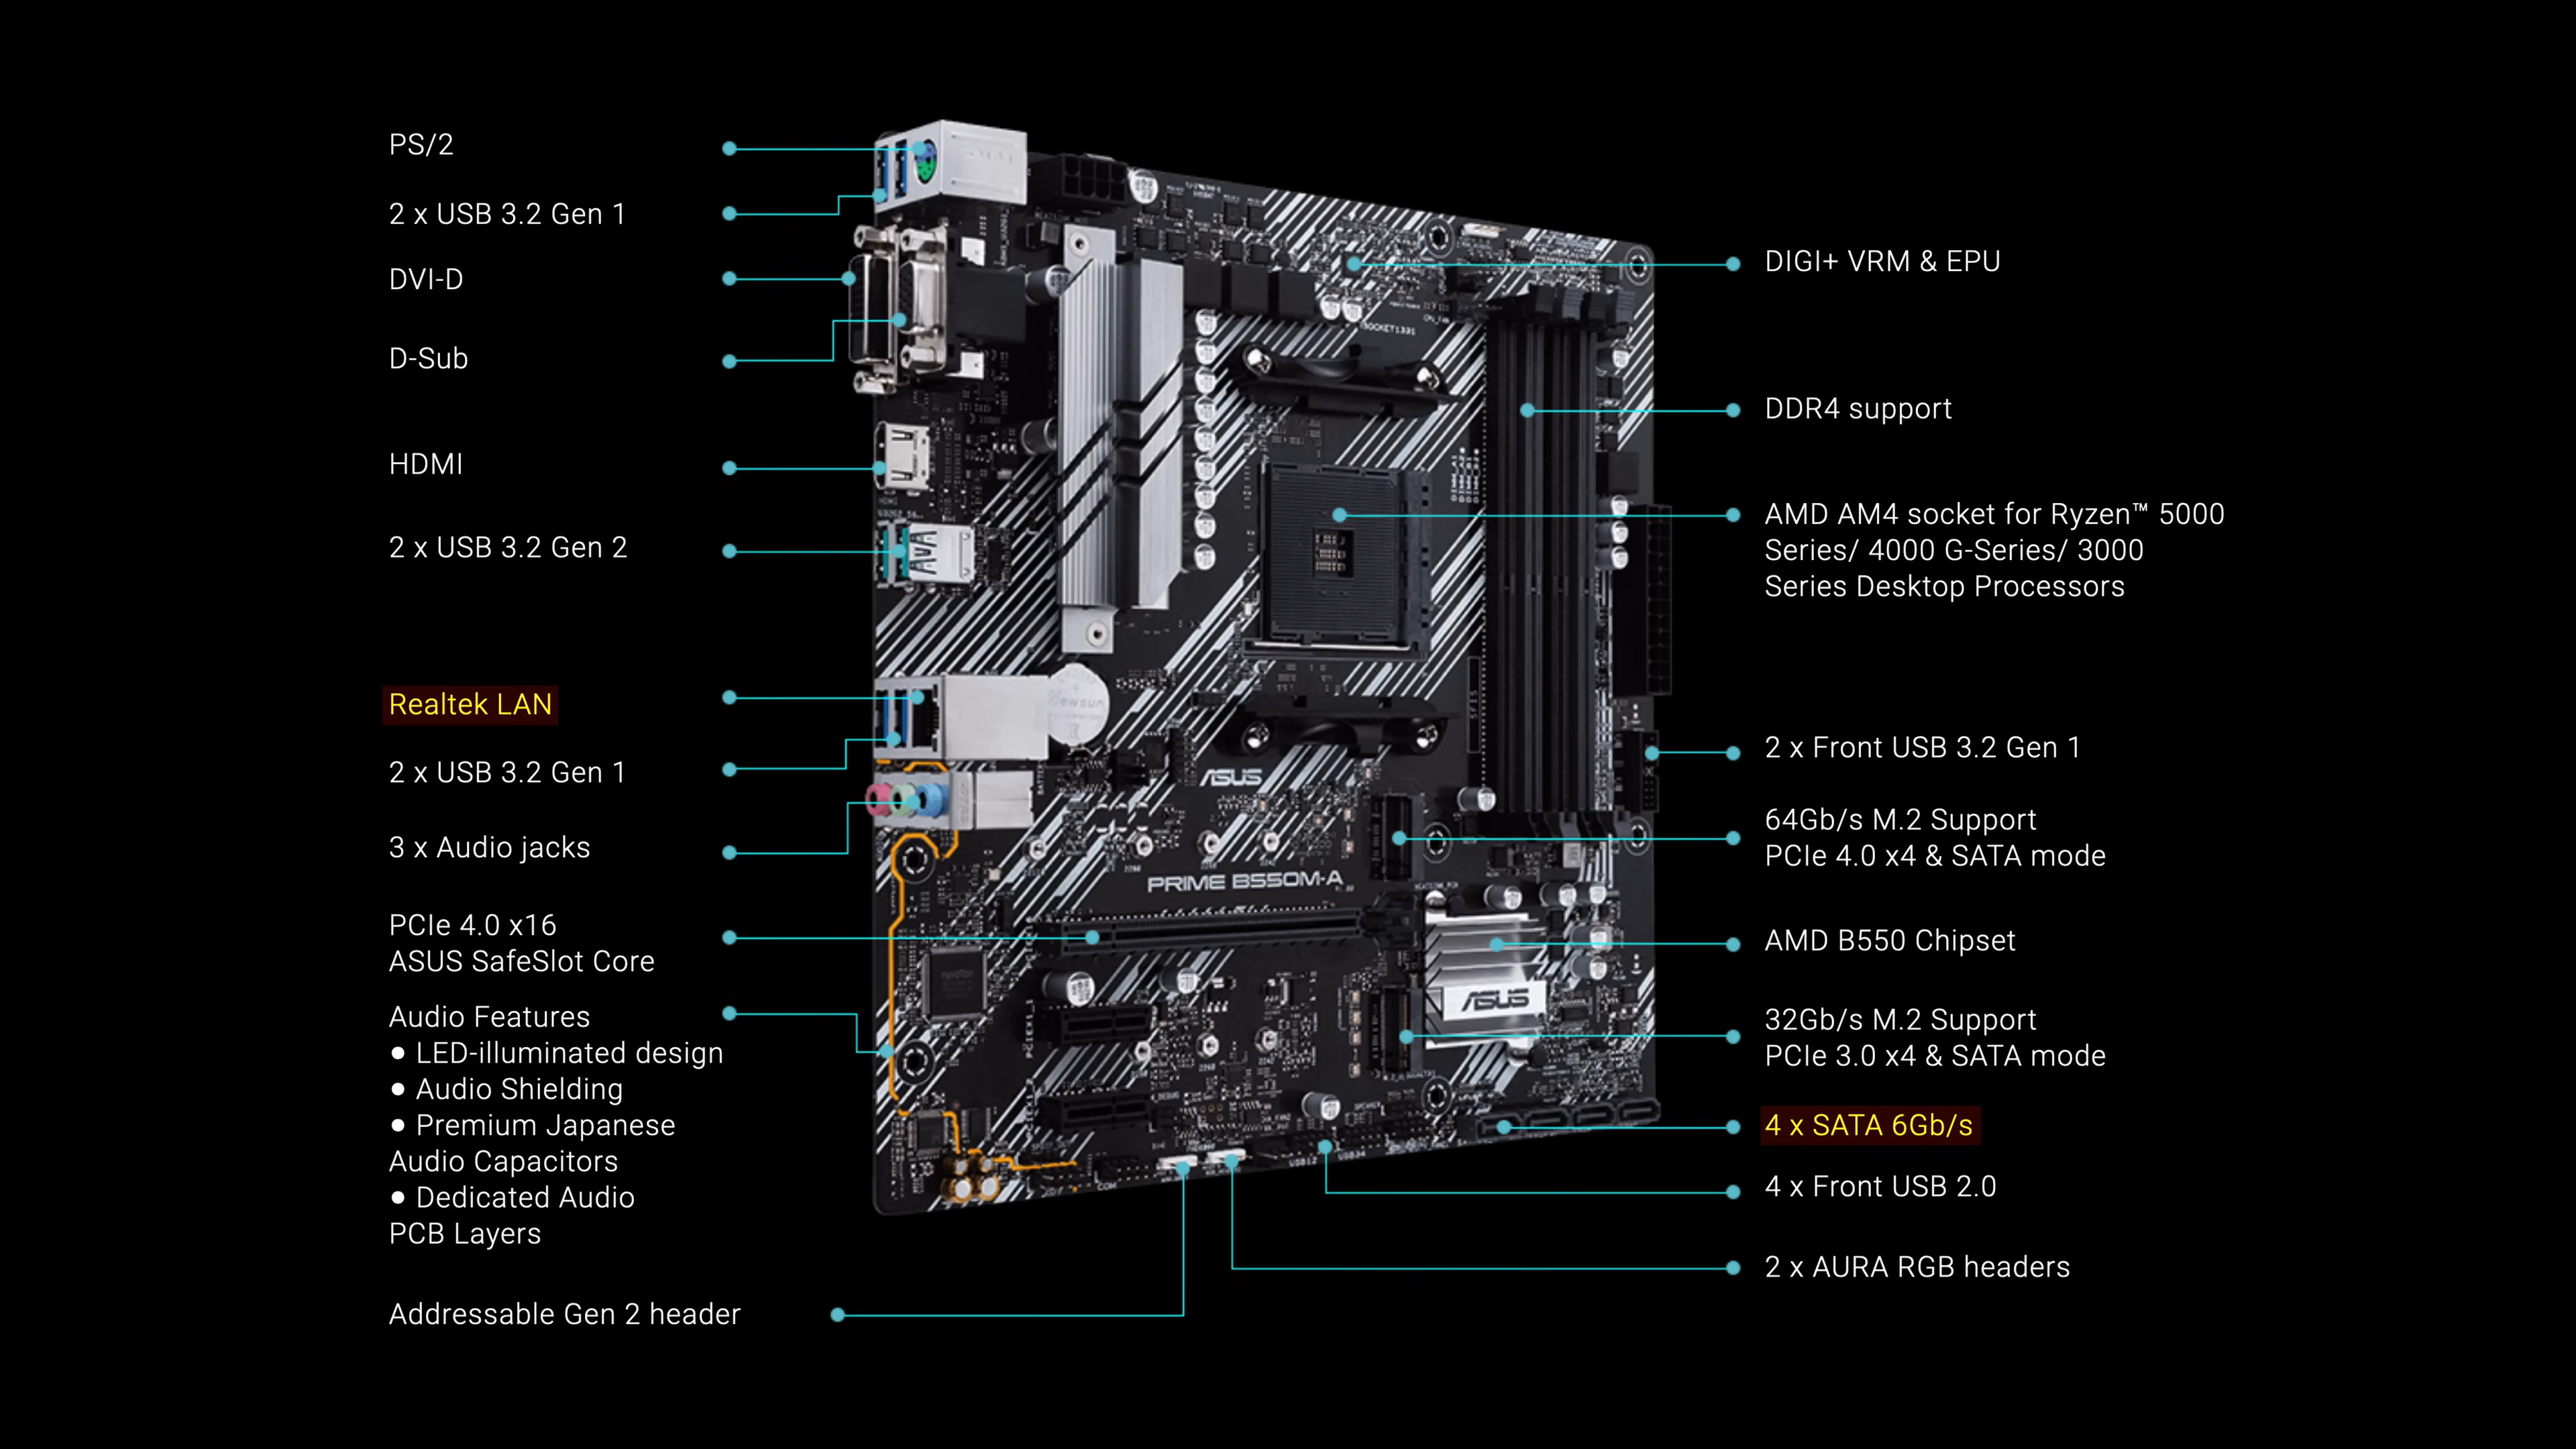 PS/2
2 x USB 3.2 Gen 1
DVI-D
D-Sub
HDMI
2 x USB 3.2 Gen 2
Realtek LAN
2 x USB 3.2 Gen 1
3 x Audio jacks
PCIe 4.0 x16
ASUS SafeSlot Core
Audio Features
• LED-illuminated design
• Audio Shielding
• Premium Japanese
Audio Capacitors
• Dedicated Audio
PCB Layers
Addressable Gen 2 header
SOCKET1331
ASUS
PRIME B550M-A
ASUS
COM
USB12
USB34
DIGI+ VRM & EPU
DDR4 support
AMD AM4 socket for Ryzen™ 5000
Series/ 4000 G-Series/ 3000
Series Desktop Processors
2 x Front USB 3.2 Gen 1
64Gb/s M.2 Support
PCIe 4.0 x4 & SATA mode
AMD B550 Chipset
32Gb/s M.2 Support
PCIe 3.0 x4 & SATA mode
4 x SATA 6Gb/s
4 x Front USB 2.0
2 x AURA RGB headers